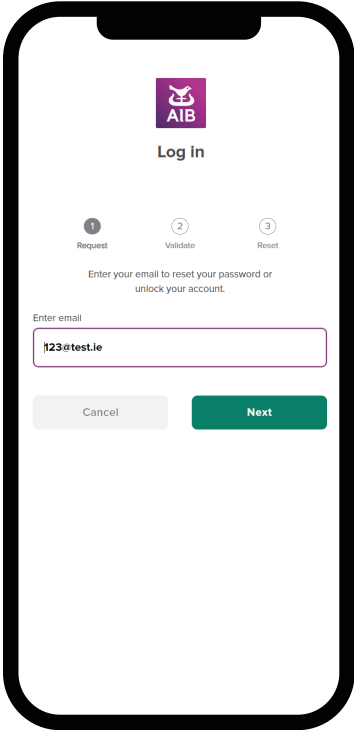 AIB
Log in
1
2
3
Request
Validate
Reset
Enter your email to reset your password or
unlock your account.
Enter email
123@test.ie
Cancel
Next